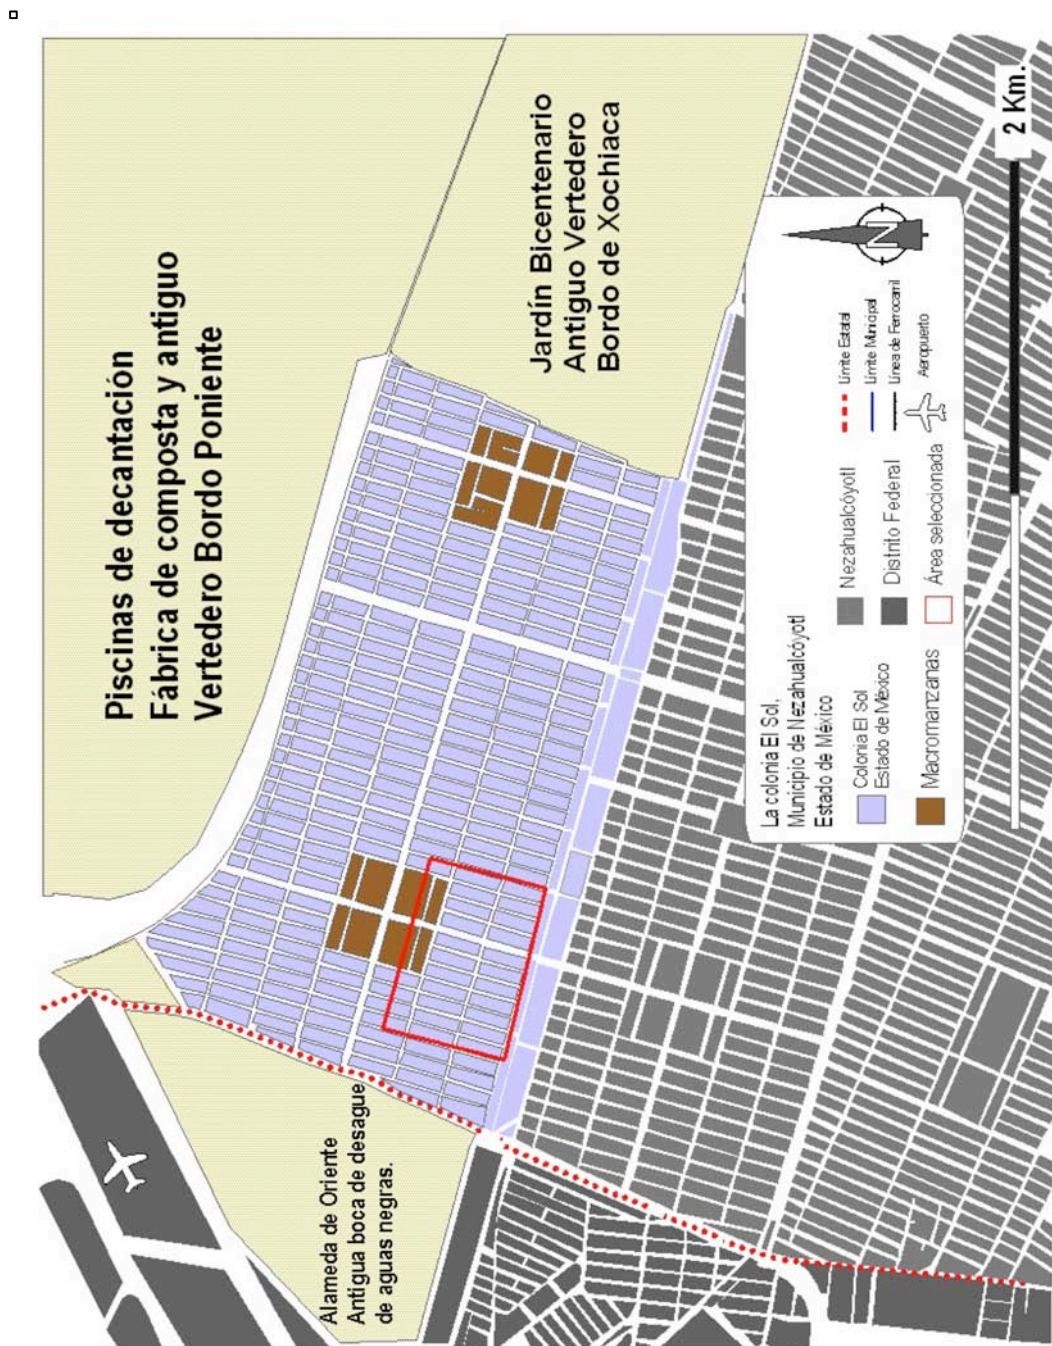 Piscinas de decantación
Fábrica de composta y antiguo
Vertedero Bordo Poniente
Jardín Bicentenario
Antiguo Vertedero
Bordo de Xochiaca
Alameda de Oriente
Antigua boca de desague
de aguas negras.
La colonia El Sol,
Municipio de Nezahualcóyotl
Estado de México
Colonia El Sol
Estado de México
Macromanzanas
Nezahualcóyotl
Distrito Federal
Área seleccionada
Límite Estatal
Límite Municipal
Línea de Ferrocarril
Aeropuerto
N
2 Km.